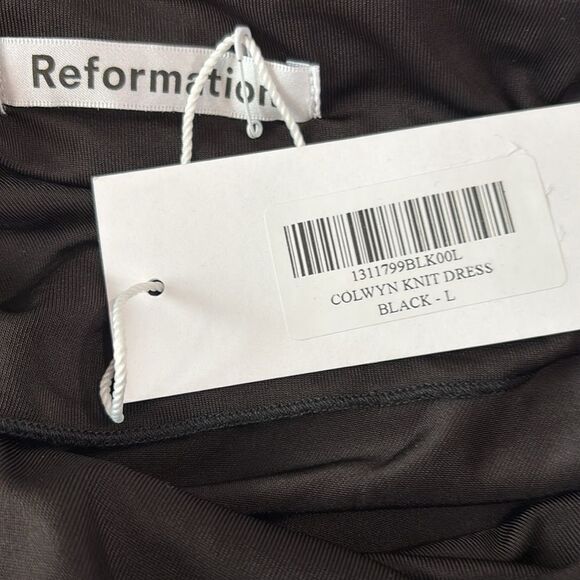 Reformation
1311799BLK00L
COLWYN KNIT DRESS
BLACK - L